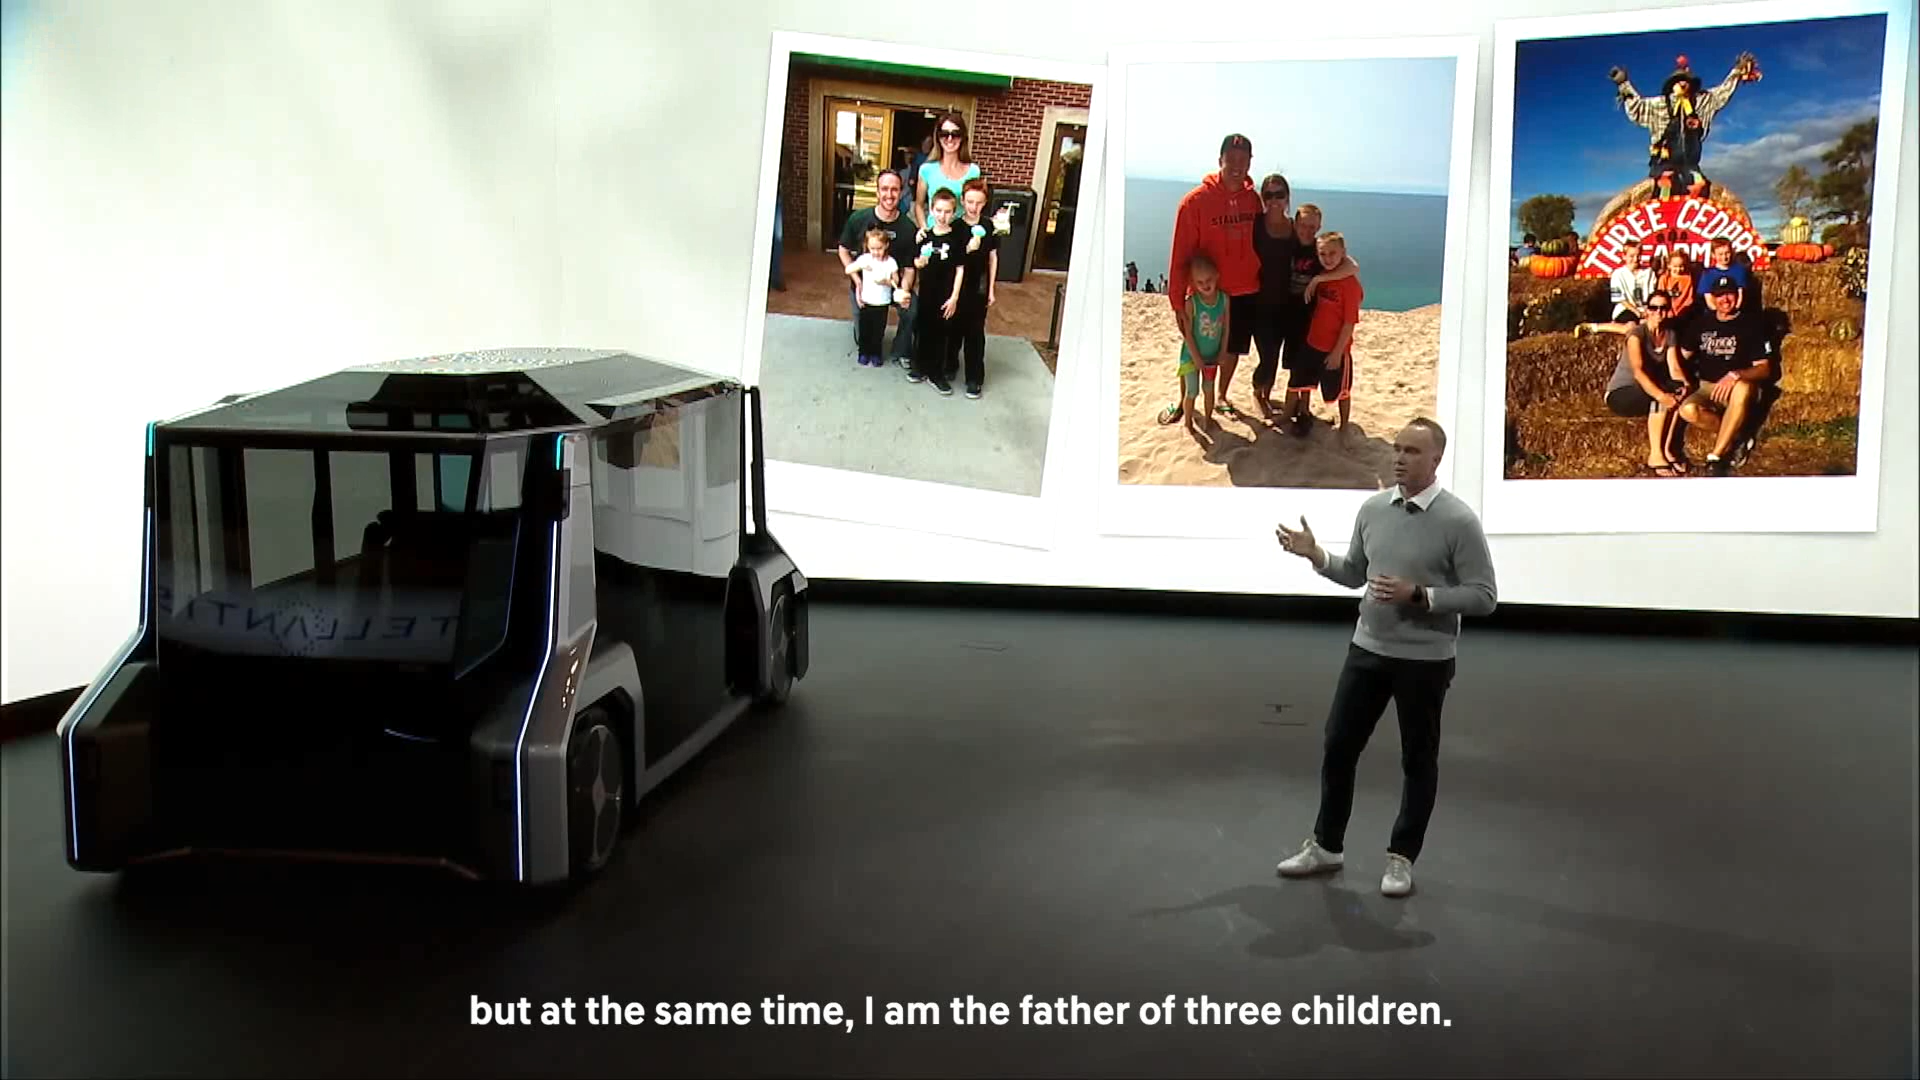 THREE CEDARS
FARM
STELLANTIS
but at the same time, I am the father of three children.